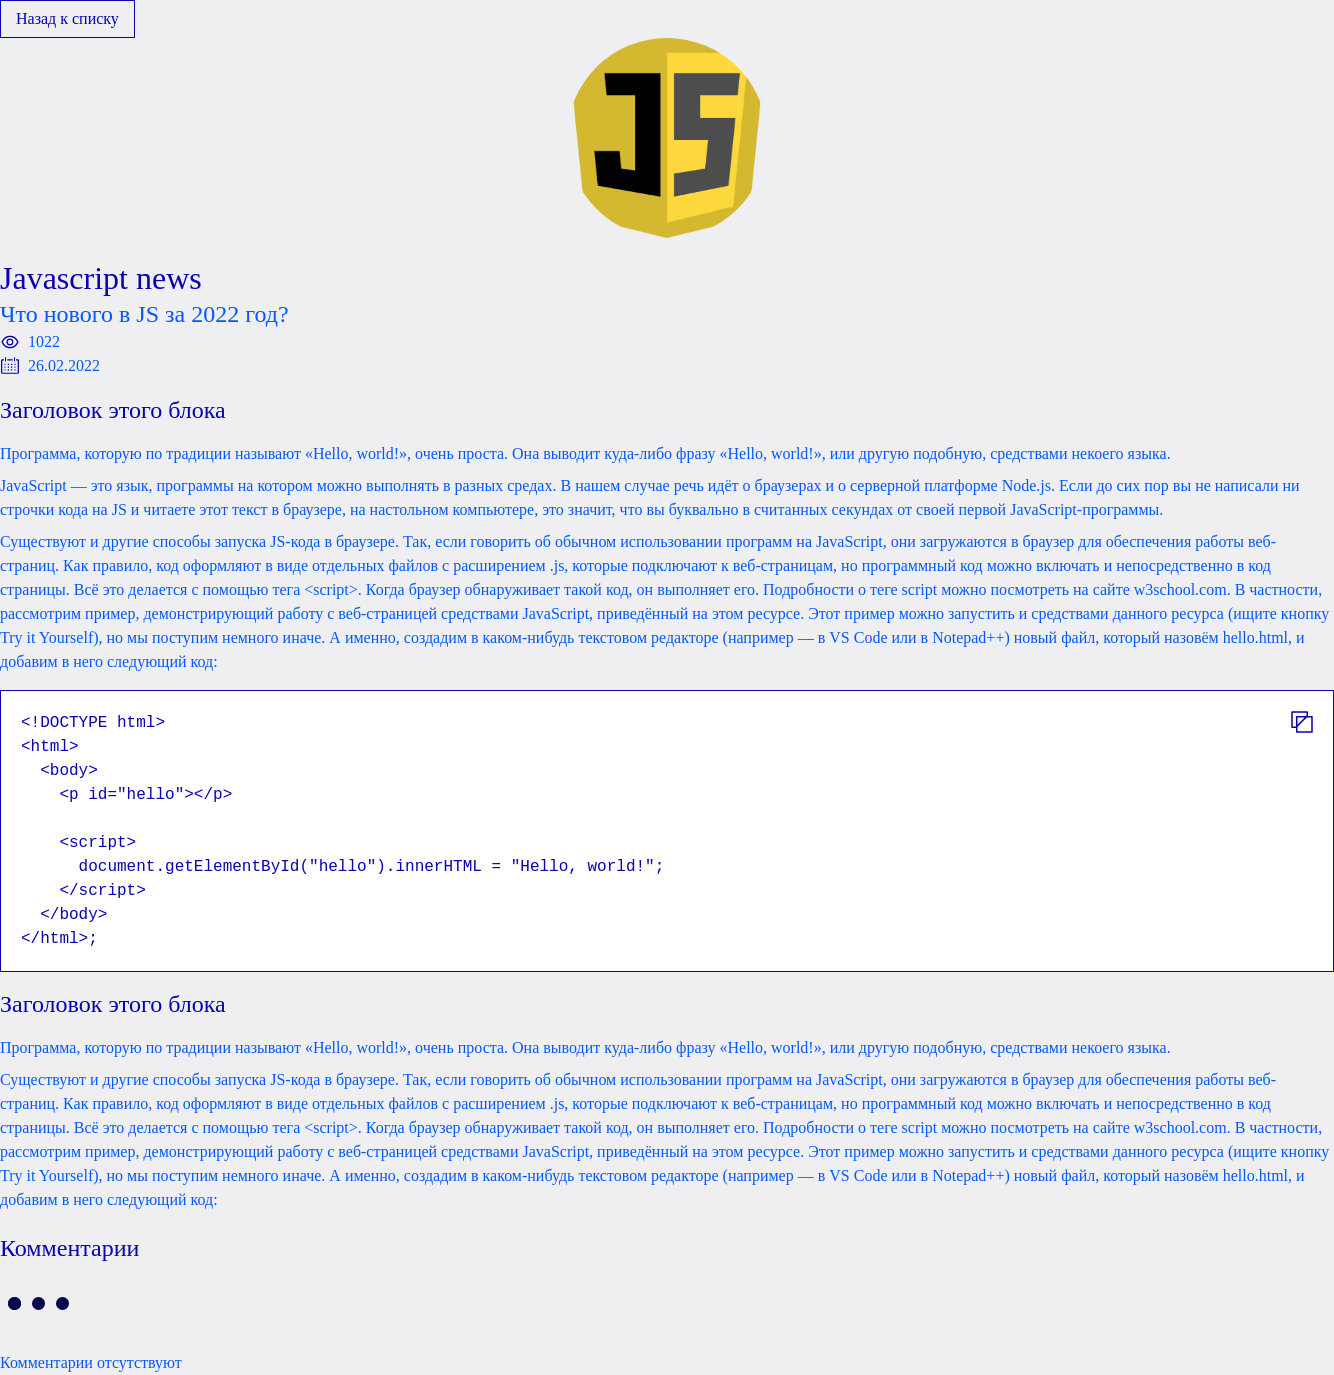 Назад к списку
JS
Javascript news
Что нового в JS за 2022 год?
1022
26.02.2022
Заголовок этого блока
Программа, которую по традиции называют «Hello, world!», очень проста. Она выводит куда-либо фразу «Hello, world!», или другую подобную, средствами некоего языка.
JavaScript — это язык, программы на котором можно выполнять в разных средах. В нашем случае речь идёт о браузерах и о серверной платформе Node.js. Если до сих пор вы не написали ни
строчки кода на JS и читаете этот текст в браузере, на настольном компьютере, это значит, что вы буквально в считанных секундах от своей первой JavaScript-программы.
Существуют и другие способы запуска JS-кода в браузере. Так, если говорить об обычном использовании программ на JavaScript, они загружаются в браузер для обеспечения работы веб-
страниц. Как правило, код оформляют в виде отдельных файлов с расширением .js, которые подключают к веб-страницам, но программный код можно включать и непосредственно в код
страницы. Всё это делается с помощью тега <script>. Когда браузер обнаруживает такой код, он выполняет его. Подробности о теге script можно посмотреть на сайте w3school.com. В частности,
рассмотрим пример, демонстрирующий работу с веб-страницей средствами JavaScript, приведённый на этом ресурсе. Этот пример можно запустить и средствами данного ресурса (ищите кнопку
Try it Yourself), но мы поступим немного иначе. А именно, создадим в каком-нибудь текстовом редакторе (например — в VS Code или в Notepad++) новый файл, который назовём hello.html, и
добавим в него следующий код:
<!DOCTYPE html>
<html>
  <body>
    <p id="hello"></p>

    <script>
      document.getElementById("hello").innerHTML = "Hello, world!";
    </script>
  </body>
</html>;
Заголовок этого блока
Программа, которую по традиции называют «Hello, world!», очень проста. Она выводит куда-либо фразу «Hello, world!», или другую подобную, средствами некоего языка.
Существуют и другие способы запуска JS-кода в браузере. Так, если говорить об обычном использовании программ на JavaScript, они загружаются в браузер для обеспечения работы веб-
страниц. Как правило, код оформляют в виде отдельных файлов с расширением .js, которые подключают к веб-страницам, но программный код можно включать и непосредственно в код
страницы. Всё это делается с помощью тега <script>. Когда браузер обнаруживает такой код, он выполняет его. Подробности о теге script можно посмотреть на сайте w3school.com. В частности,
рассмотрим пример, демонстрирующий работу с веб-страницей средствами JavaScript, приведённый на этом ресурсе. Этот пример можно запустить и средствами данного ресурса (ищите кнопку
Try it Yourself), но мы поступим немного иначе. А именно, создадим в каком-нибудь текстовом редакторе (например — в VS Code или в Notepad++) новый файл, который назовём hello.html, и
добавим в него следующий код:
Комментарии
Комментарии отсутствуют